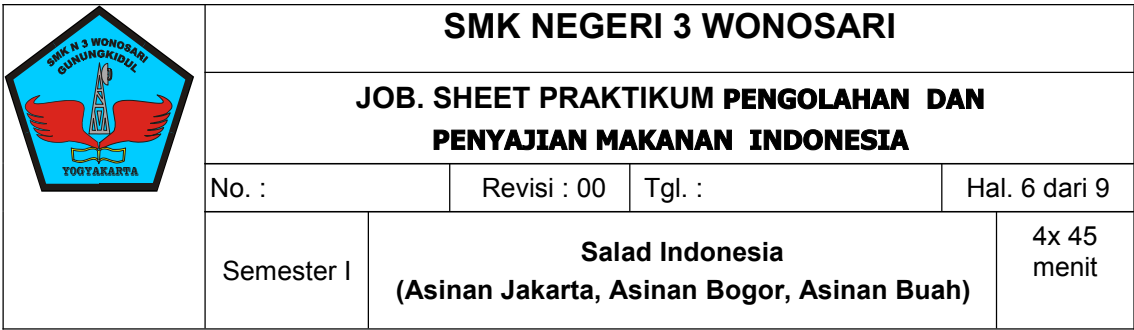 SMK N 3 WONOSARI
GUNUNGKIDUL
YOGYAKARTA
SMK NEGERI 3 WONOSARI
JOB. SHEET PRAKTIKUM PENGOLAHAN DAN
PENYAJIAN MAKANAN INDONESIA
No. :
Revisi : 00
Tgl. :
Hal. 6 dari 9
Semester I
Salad Indonesia
(Asinan Jakarta, Asinan Bogor, Asinan Buah)
4x 45
menit